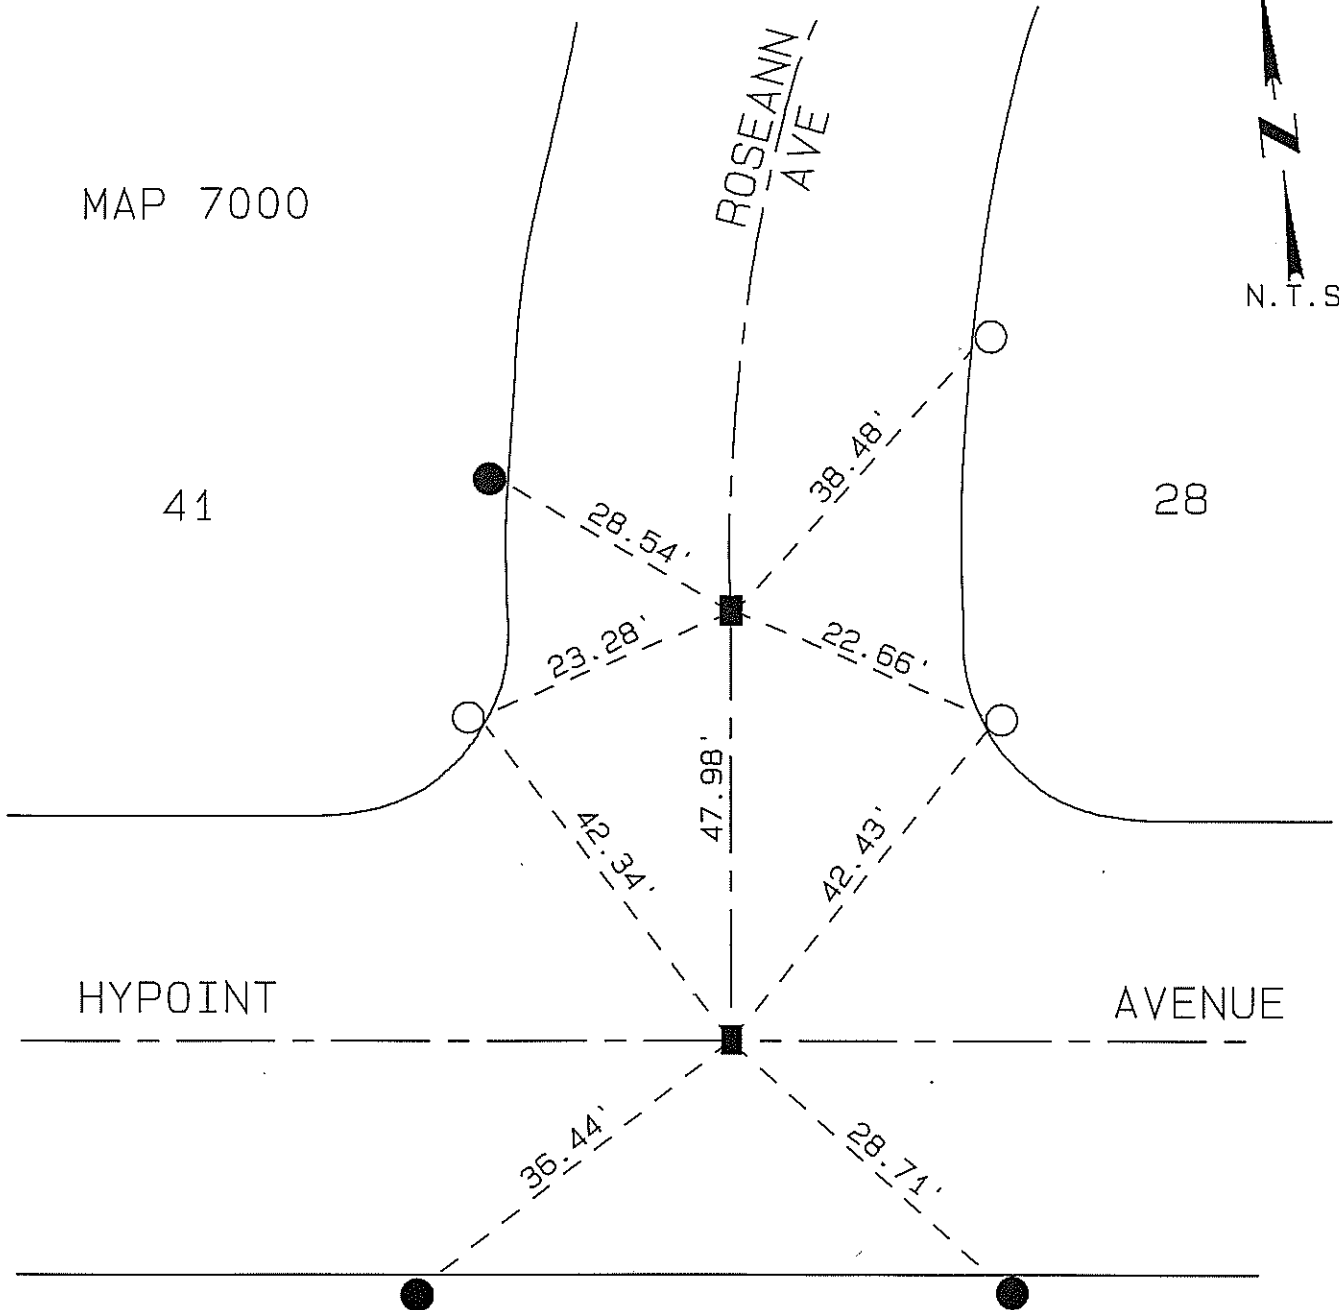 ROSEANN
AVE
Z
MAP 7000
N.T.S
38.48'
41
28
28.54'
23.28'
22.66'
47.98'
42.34'
42.43'
HYPOINT
AVENUE
36.44'
28.71'